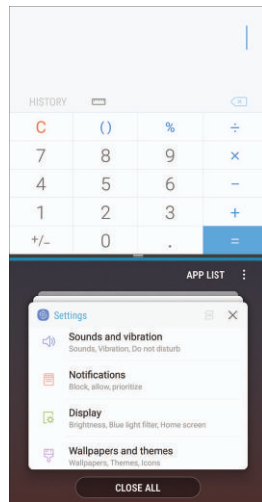 HISTORY
C () % ÷
7 8 9 ×
4 5 6 −
1 2 3 +
+/− 0 . =
APP LIST
Settings
Sounds and vibration
Sounds, Vibration, Do not disturb
Notifications
Block, allow, prioritize
Display
Brightness, Blue light filter, Home screen
Wallpapers and themes
Wallpapers, Themes, Icons
CLOSE ALL